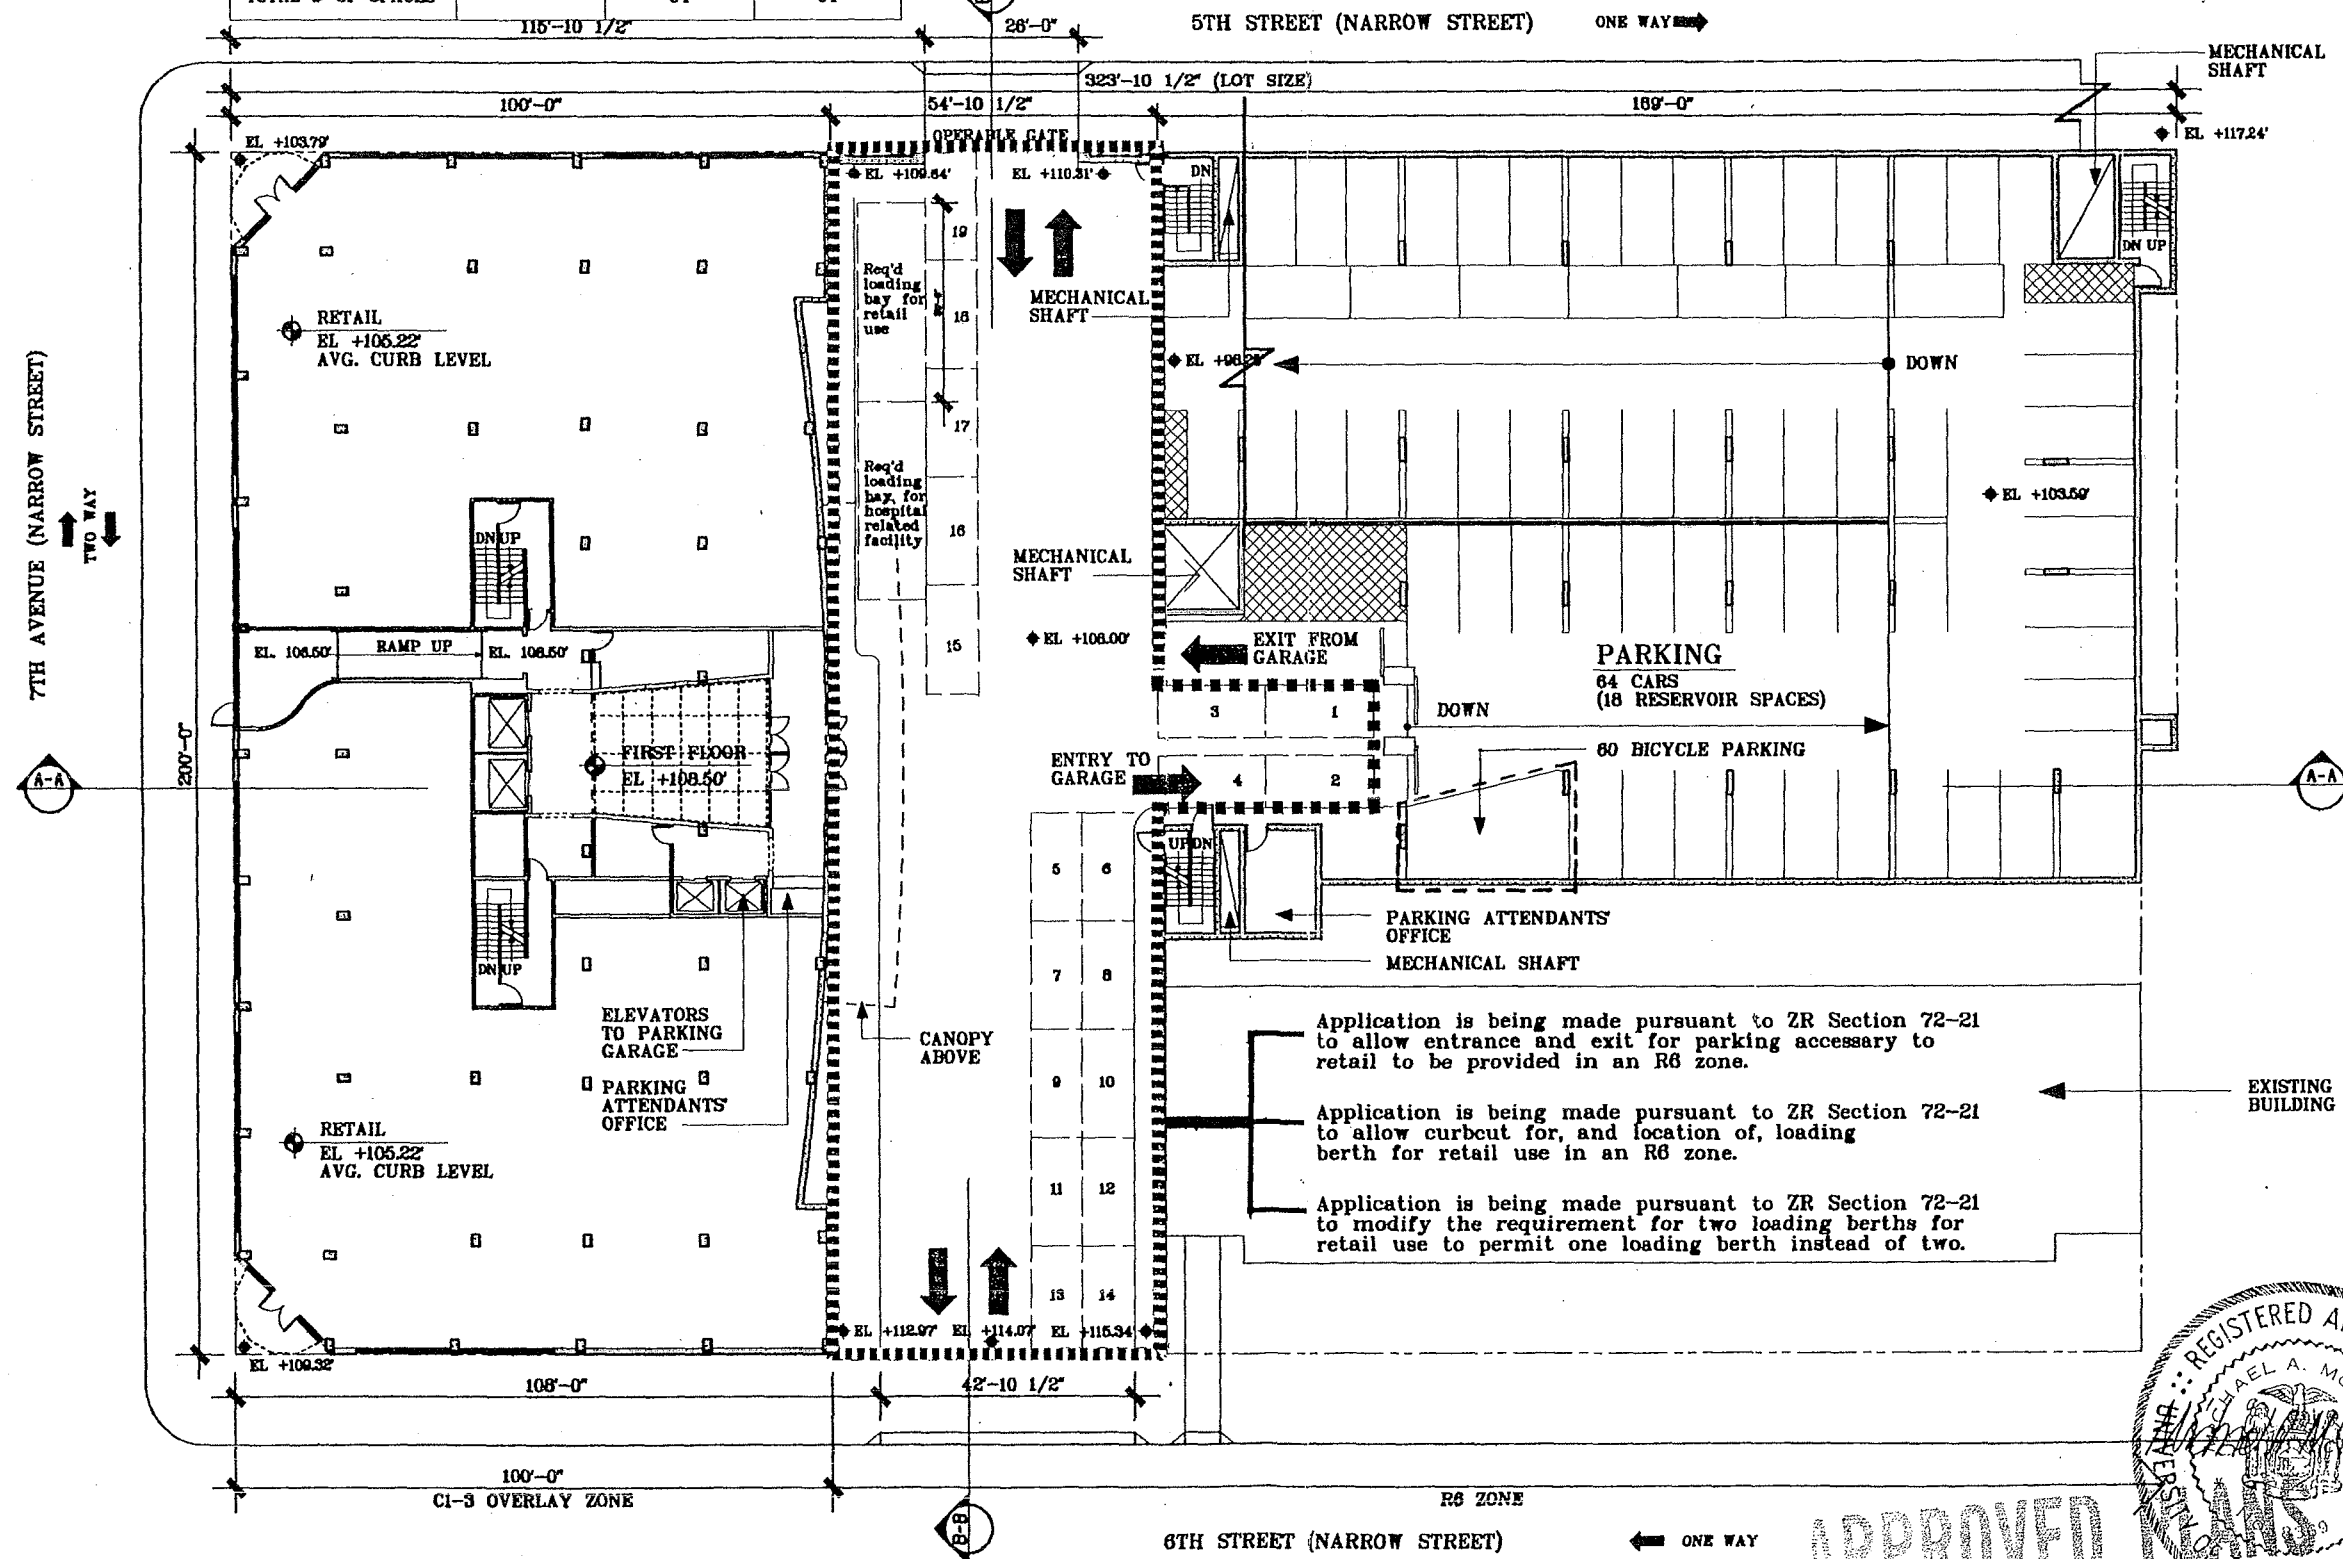 115'-10 1/2"
26'-0"
5TH STREET (NARROW STREET)
ONE WAY
MECHANICAL
SHAFT
323'-10 1/2" (LOT SIZE)
100'-0"
54'-10 1/2"
169'-0"
OPERABLE GATE
EL +103.79'
EL +117.24'
EL +109.64'
EL +110.31'
DN
DN UP
19
Req'd
loading
bay for
retail
use
18
MECHANICAL
SHAFT
RETAIL
EL +105.22'
AVG. CURB LEVEL
DOWN
17
7TH AVENUE (NARROW STREET)
TWO WAY
Req'd
loading
bay, for
hospital
related
facility
16
EL +103.59'
DN UP
MECHANICAL
SHAFT
15
EL +108.00'
EXIT FROM
GARAGE
EL. 106.50'
RAMP UP
EL. 108.50'
PARKING
64 CARS
(18 RESERVOIR SPACES)
3
1
DOWN
200'-0"
FIRST FLOOR
EL +108.50'
ENTRY TO
GARAGE
4
2
60 BICYCLE PARKING
A-A
A-A
UP DN
5
6
PARKING ATTENDANTS'
OFFICE
MECHANICAL SHAFT
DN UP
7
8
ELEVATORS
TO PARKING
GARAGE
CANOPY
ABOVE
Application is being made pursuant to ZR Section 72-21
to allow entrance and exit for parking accessary to
retail to be provided in an R6 zone.
9
10
PARKING
ATTENDANTS'
OFFICE
EXISTING
BUILDING
Application is being made pursuant to ZR Section 72-21
to allow curbcut for, and location of, loading
berth for retail use in an R6 zone.
RETAIL
EL +105.22'
AVG. CURB LEVEL
11
12
Application is being made pursuant to ZR Section 72-21
to modify the requirement for two loading berths for
retail use to permit one loading berth instead of two.
13
14
EL +112.97'
EL +114.07'
EL +115.34'
EL +109.32'
108'-0"
42'-10 1/2"
100'-0"
C1-3 OVERLAY ZONE
R6 ZONE
B-B
6TH STREET (NARROW STREET)
ONE WAY
REGISTERED
APPROVED PLANS